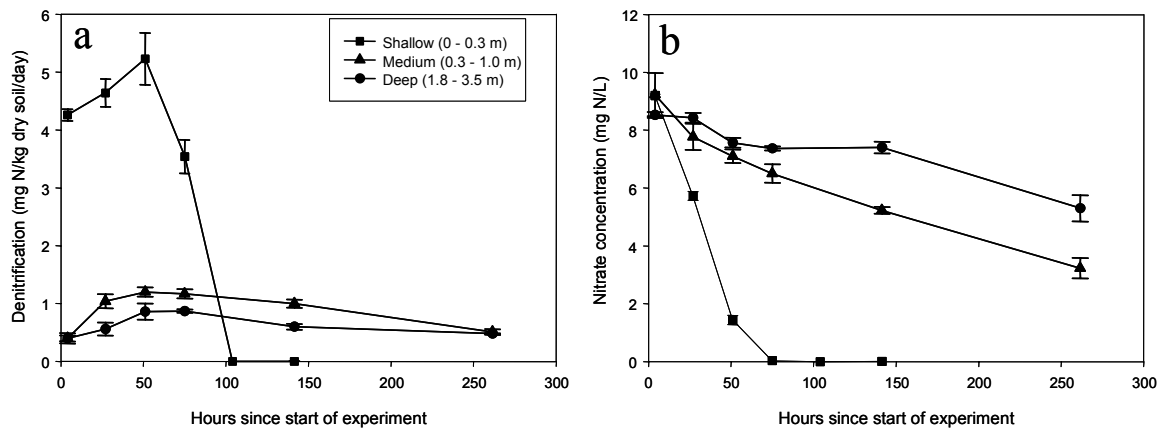 a
Denitrification (mg N/kg dry soil/day)
6
5
4
3
2
1
0
0 50 100 150 200 250 300
Hours since start of experiment
Shallow (0 - 0.3 m)
Medium (0.3 - 1.0 m)
Deep (1.8 - 3.5 m)
b
Nitrate concentration (mg N/L)
12
10
8
6
4
2
0
0 50 100 150 200 250 300
Hours since start of experiment